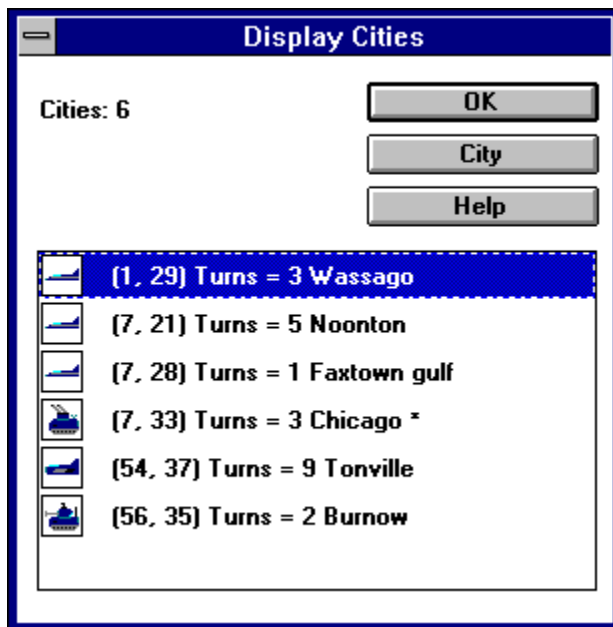 Display Cities
Cities: 6
OK
City
Help
(1, 29) Turns = 3 Wassago
(7, 21) Turns = 5 Noonton
(7, 28) Turns = 1 Faxtown gulf
(7, 33) Turns = 3 Chicago *
(54, 37) Turns = 9 Tonville
(56, 35) Turns = 2 Burnow